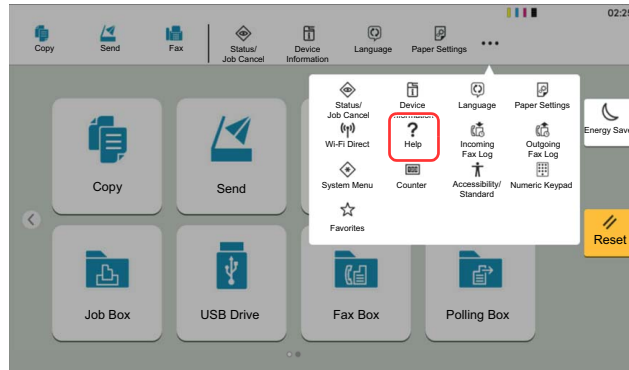 02:25
Copy
Send
Fax
Status/
Job Cancel
Device
Information
Language
Paper Settings
Status/
Job Cancel
Device
Information
Language
Paper Settings
Wi-Fi Direct
Help
Incoming
Fax Log
Outgoing
Fax Log
System Menu
Counter
Accessibility/
Standard
Numeric Keypad
Favorites
Energy Save
Copy
Send
Reset
Job Box
USB Drive
Fax Box
Polling Box